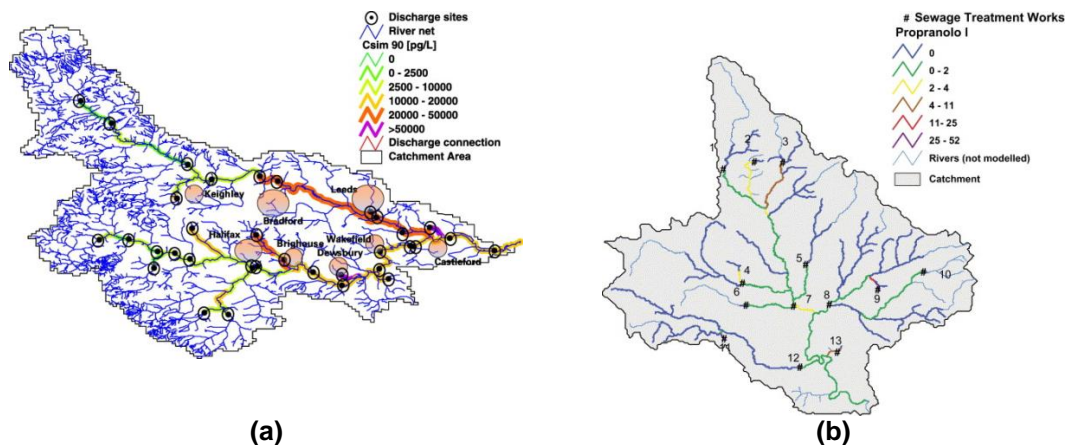 Discharge sites
River net
Csim 90 [pg/L]
0
0 - 2500
2500 - 10000
10000 - 20000
20000 - 50000
>50000
Discharge connection
Catchment Area
Keighley
Leeds
Bradford
Halifax
Brighouse
Wakefield
Dewsbury
Castleford
(a)
# Sewage Treatment Works
Propranolo l
0
0 - 2
2 - 4
4 - 11
11- 25
25 - 52
Rivers (not modelled)
Catchment
1
2
3
4
5
6
7
8
9
10
12
13
(b)